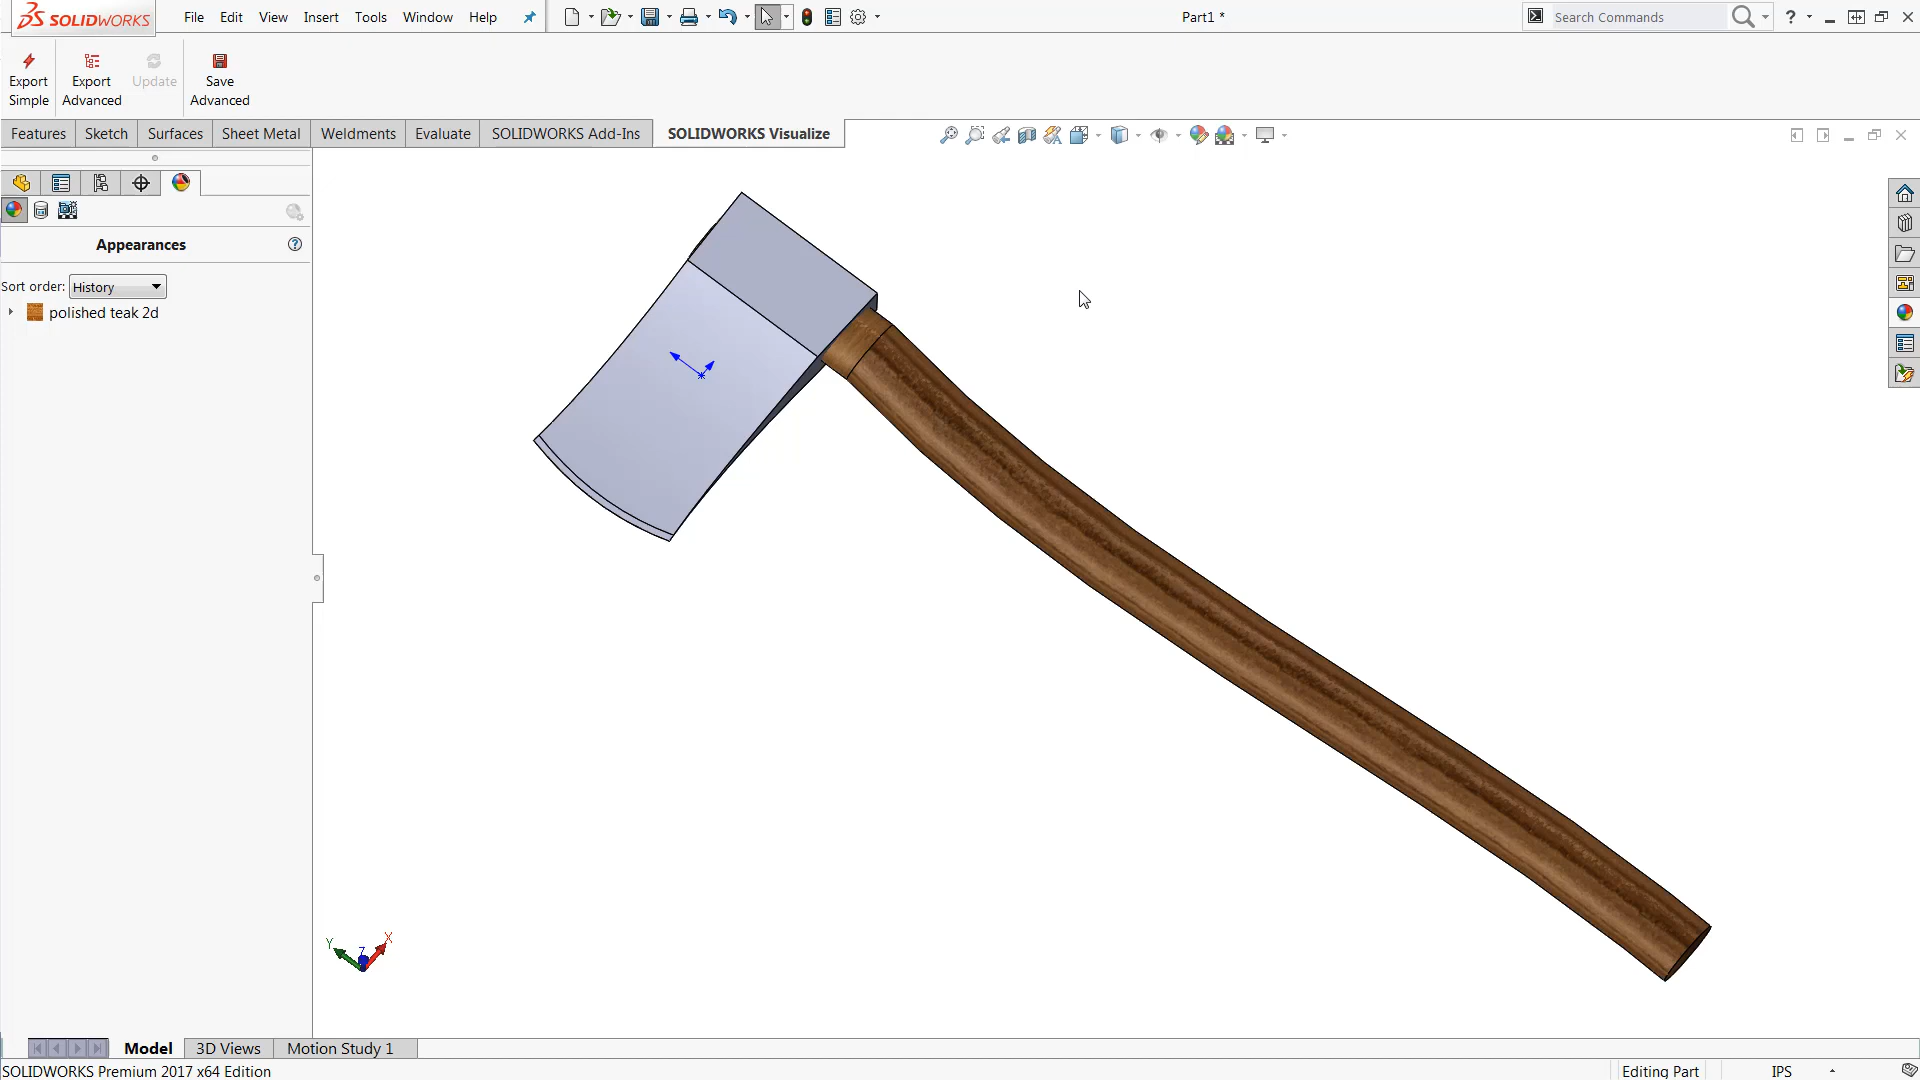 SOLIDWORKS File Edit View Insert Tools Window Help Part1 * Search Commands ?
Export Simple
Export Advanced
Update
Save Advanced
Features Sketch Surfaces Sheet Metal Weldments Evaluate SOLIDWORKS Add-Ins SOLIDWORKS Visualize
Appearances ?
Sort order: History
polished teak 2d
Y Z X
Model 3D Views Motion Study 1
SOLIDWORKS Premium 2017 x64 Edition Editing Part IPS